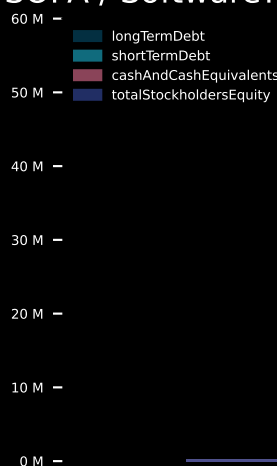 60 M
longTermDebt
shortTermDebt
cashAndCashEquivalents
50 M
totalStockholdersEquity
40 M
30 M
20 M
10 M
0 M